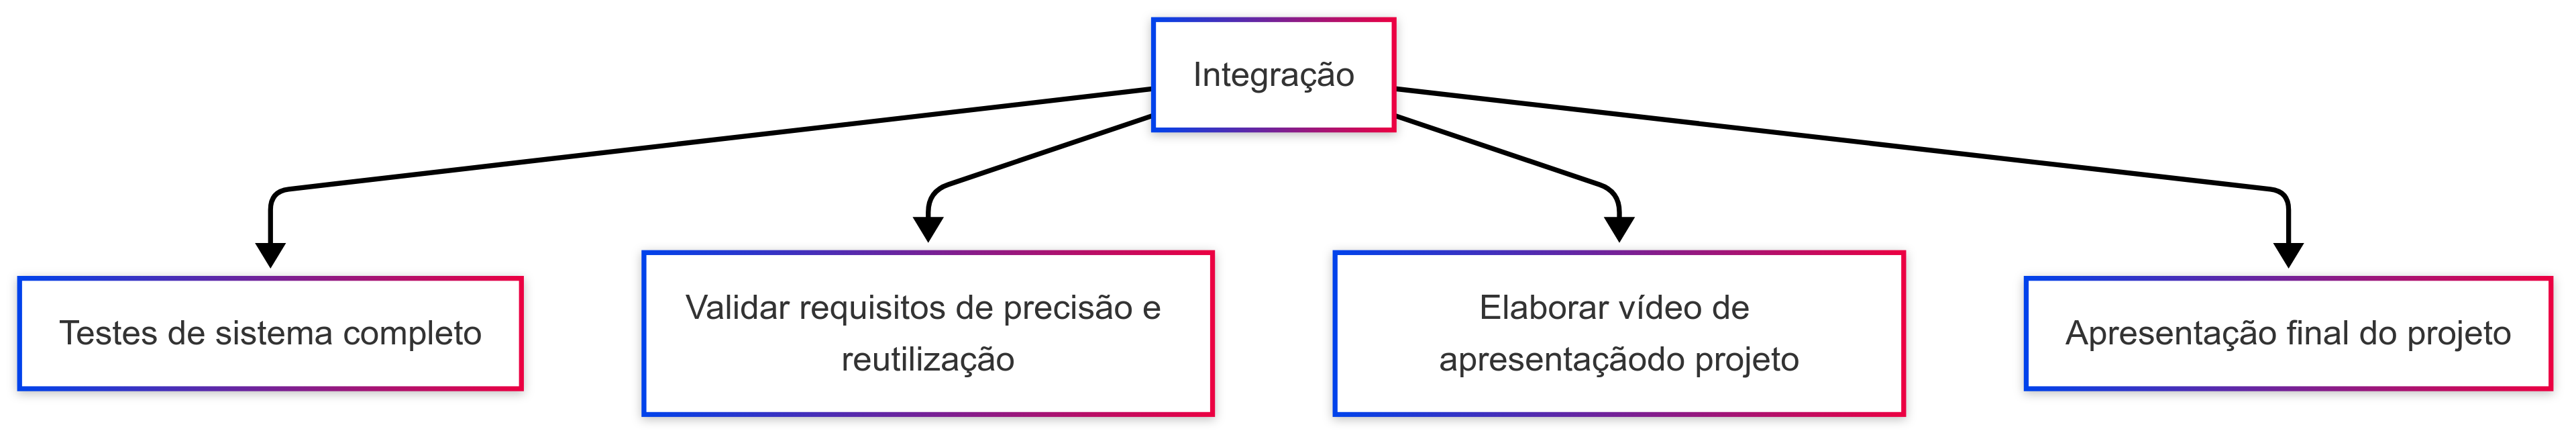 Integração
Testes de sistema completo
Validar requisitos de precisão e
reutilização
Elaborar vídeo de
apresentaçãodo projeto
Apresentação final do projeto